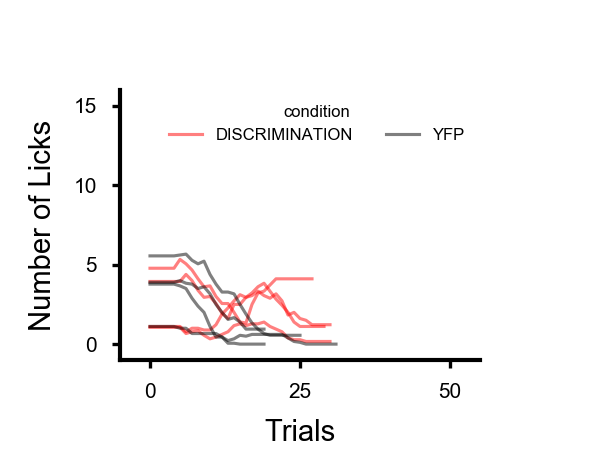 condition
DISCRIMINATION YFP
Number of Licks
15
10
5
0
0 25 50
Trials